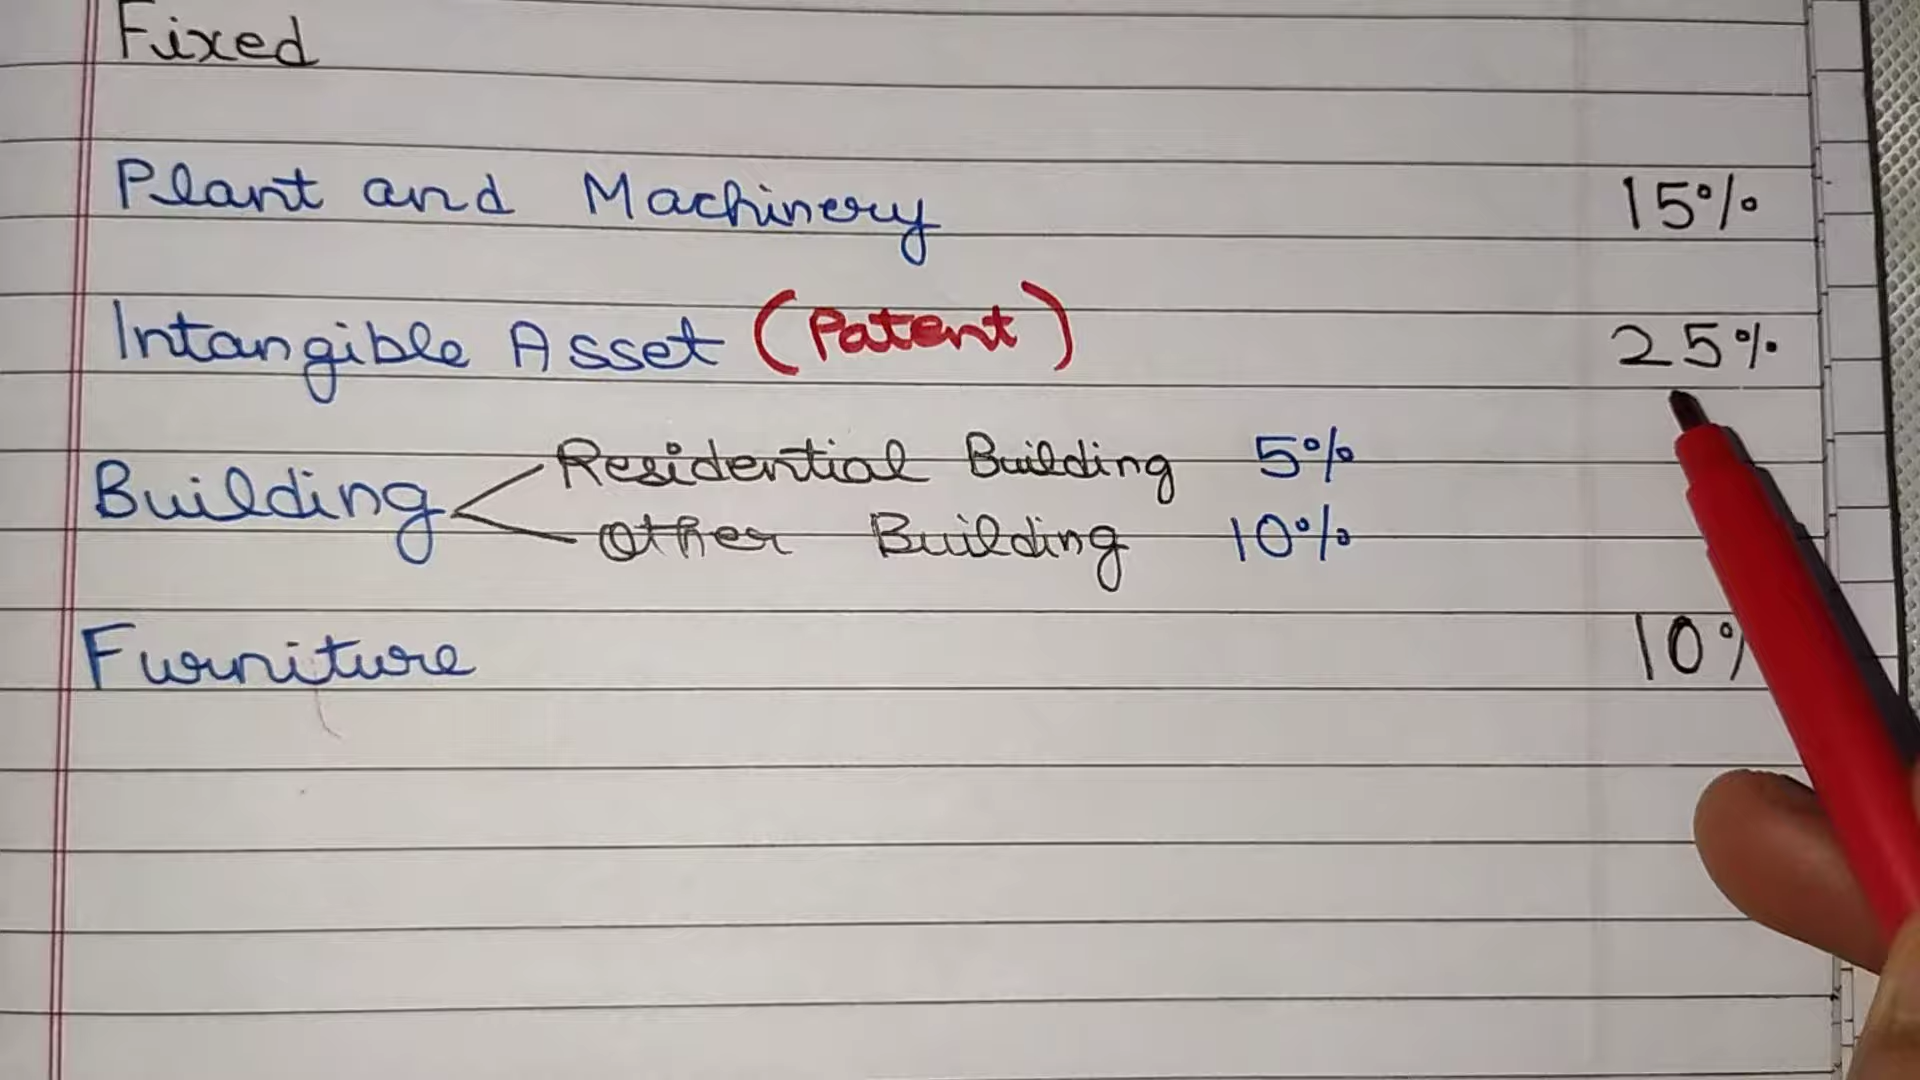 Fixed
Plant and Machinery 15%
Intangible Asset (Patent) 25%
Building
Residential Building 5%
Other Building 10%
Furniture 10%